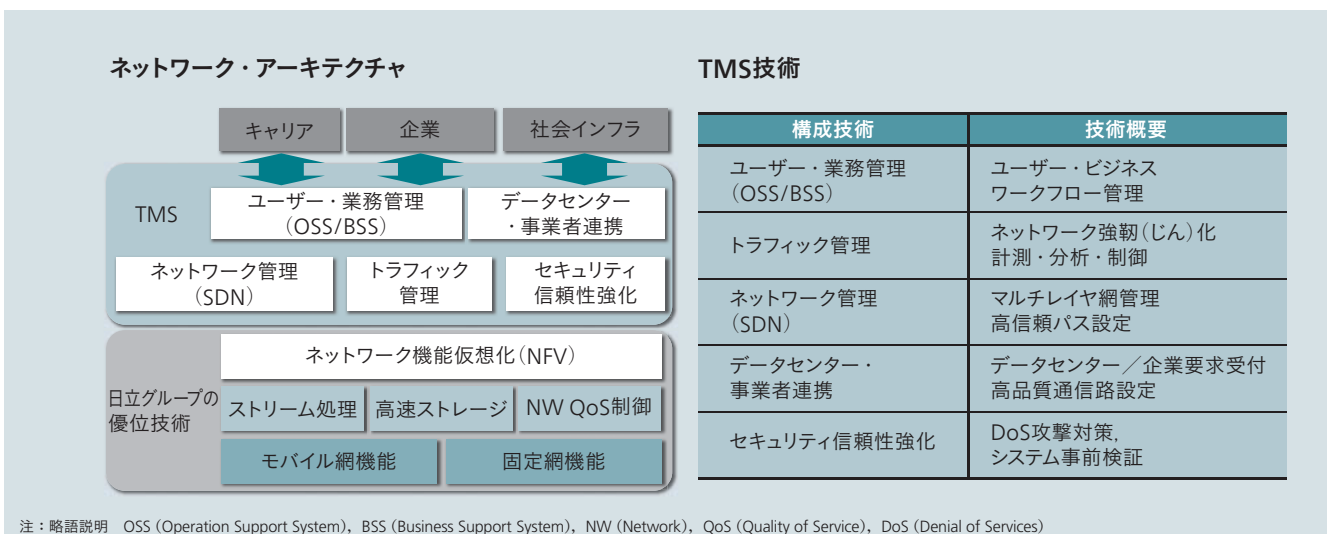 ネットワーク・アーキテクチャ
キャリア
企業
社会インフラ
TMS
ユーザー・業務管理
(OSS/BSS)
データセンター
・事業者連携
ネットワーク管理
(SDN)
トラフィック
管理
セキュリティ
信頼性強化
日立グループの
優位技術
ネットワーク機能仮想化(NFV)
ストリーム処理
高速ストレージ
NW QoS制御
モバイル網機能
固定網機能
TMS技術
構成技術
技術概要
ユーザー・業務管理
(OSS/BSS)
ユーザー・ビジネス
ワークフロー管理
トラフィック管理
ネットワーク強靭(じん)化
計測・分析・制御
ネットワーク管理
(SDN)
マルチレイヤ網管理
高信頼パス設定
データセンター・
事業者連携
データセンター/企業要求受付
高品質通信路設定
セキュリティ信頼性強化
DoS攻撃対策,
システム事前検証
注:略語説明 OSS(Operation Support System),BSS(Business Support System),NW(Network),QoS(Quality of Service),DoS(Denial of Services)